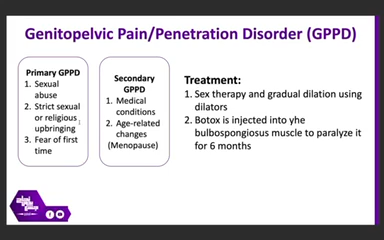 Genitopelvic Pain/Penetration Disorder (GPPD)
Primary GPPD
1. Sexual
abuse
2. Strict sexual
or religious
upbringing
3. Fear of first
time
Secondary
GPPD
1. Medical
conditions
2. Age-related
changes
(Menopause)
Treatment:
1. Sex therapy and gradual dilation using
dilators
2. Botox is injected into yhe
bulbospongiosius muscle to paralyze it
for 6 months